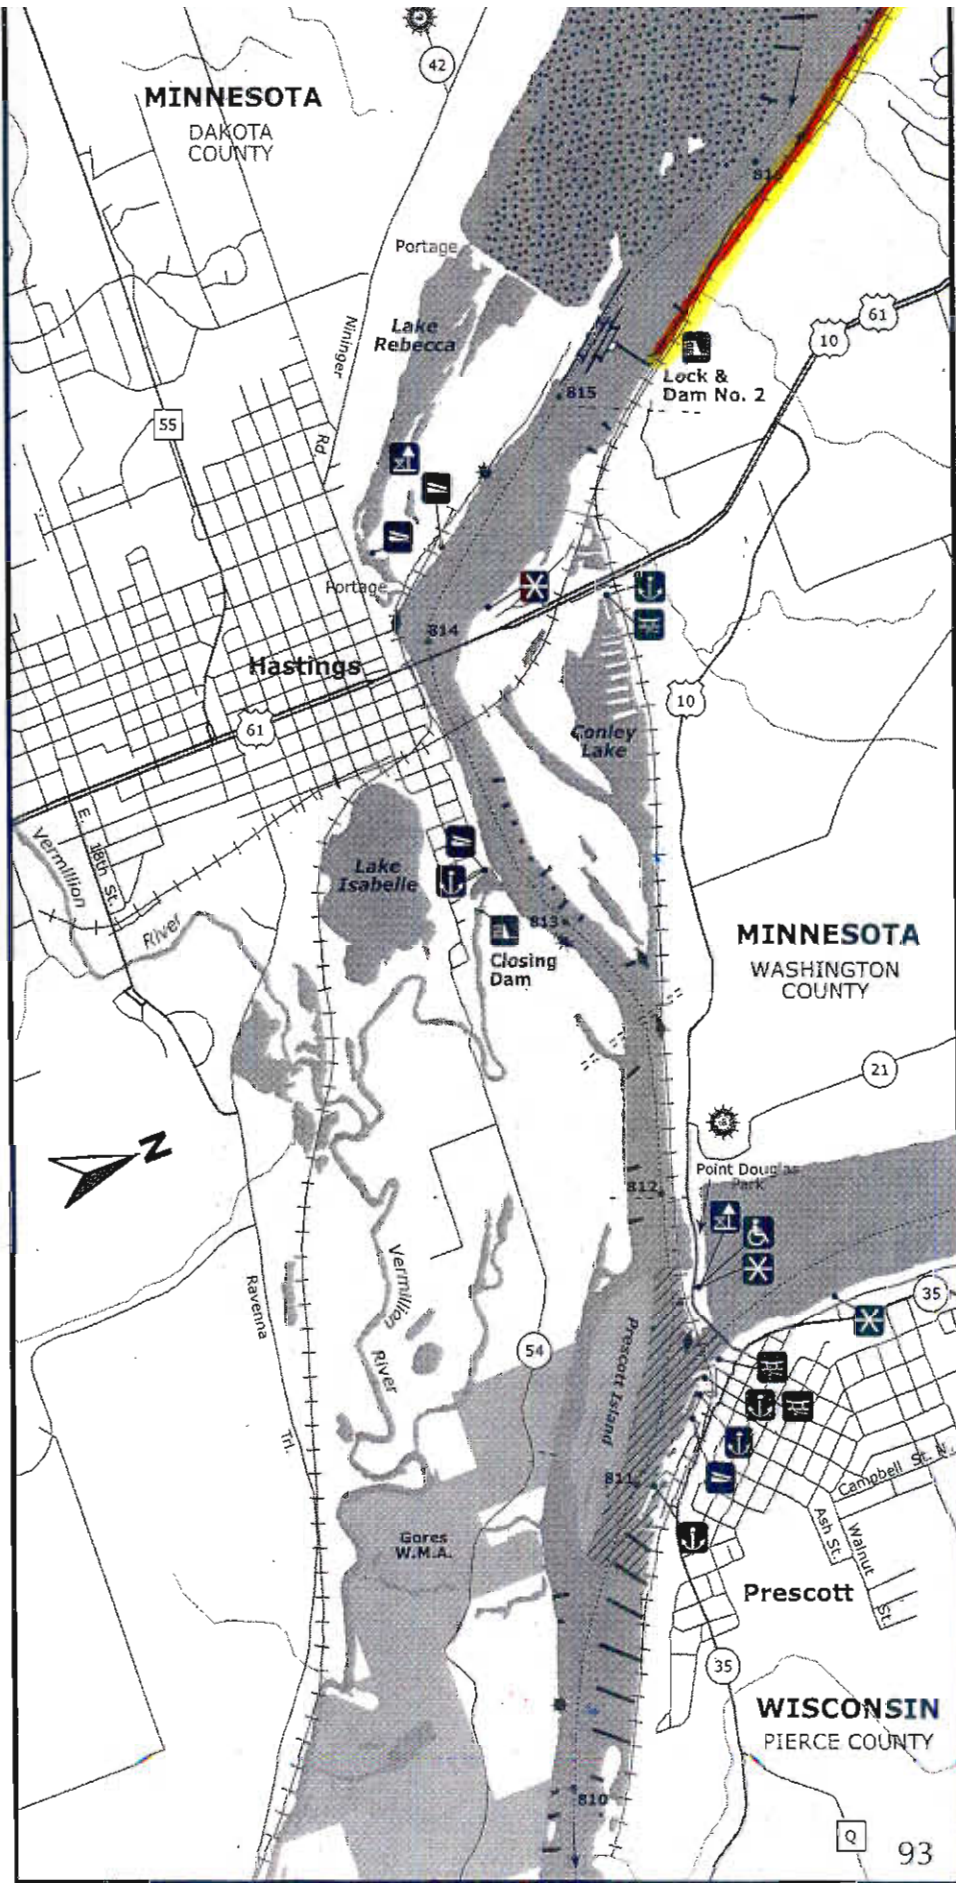 42
MINNESOTA
DAKOTA
COUNTY
Portage
Lake
Rebecca
Nininger
Rd
61
10
Lock &
Dam No. 2
815
55
Portage
814
Hastings
61
10
Conley
Lake
E. 18th St.
Vermillion
River
Lake
Isabelle
813
Closing
Dam
MINNESOTA
WASHINGTON
COUNTY
21
N
Point Douglas
Park
812
Vermillion
River
Ravenna
Trl.
54
Prescott Island
35
811
Campbell St. N.
Ash St.
Walnut
St.
Gores
W.M.A.
Prescott
35
WISCONSIN
PIERCE COUNTY
810
Q
93